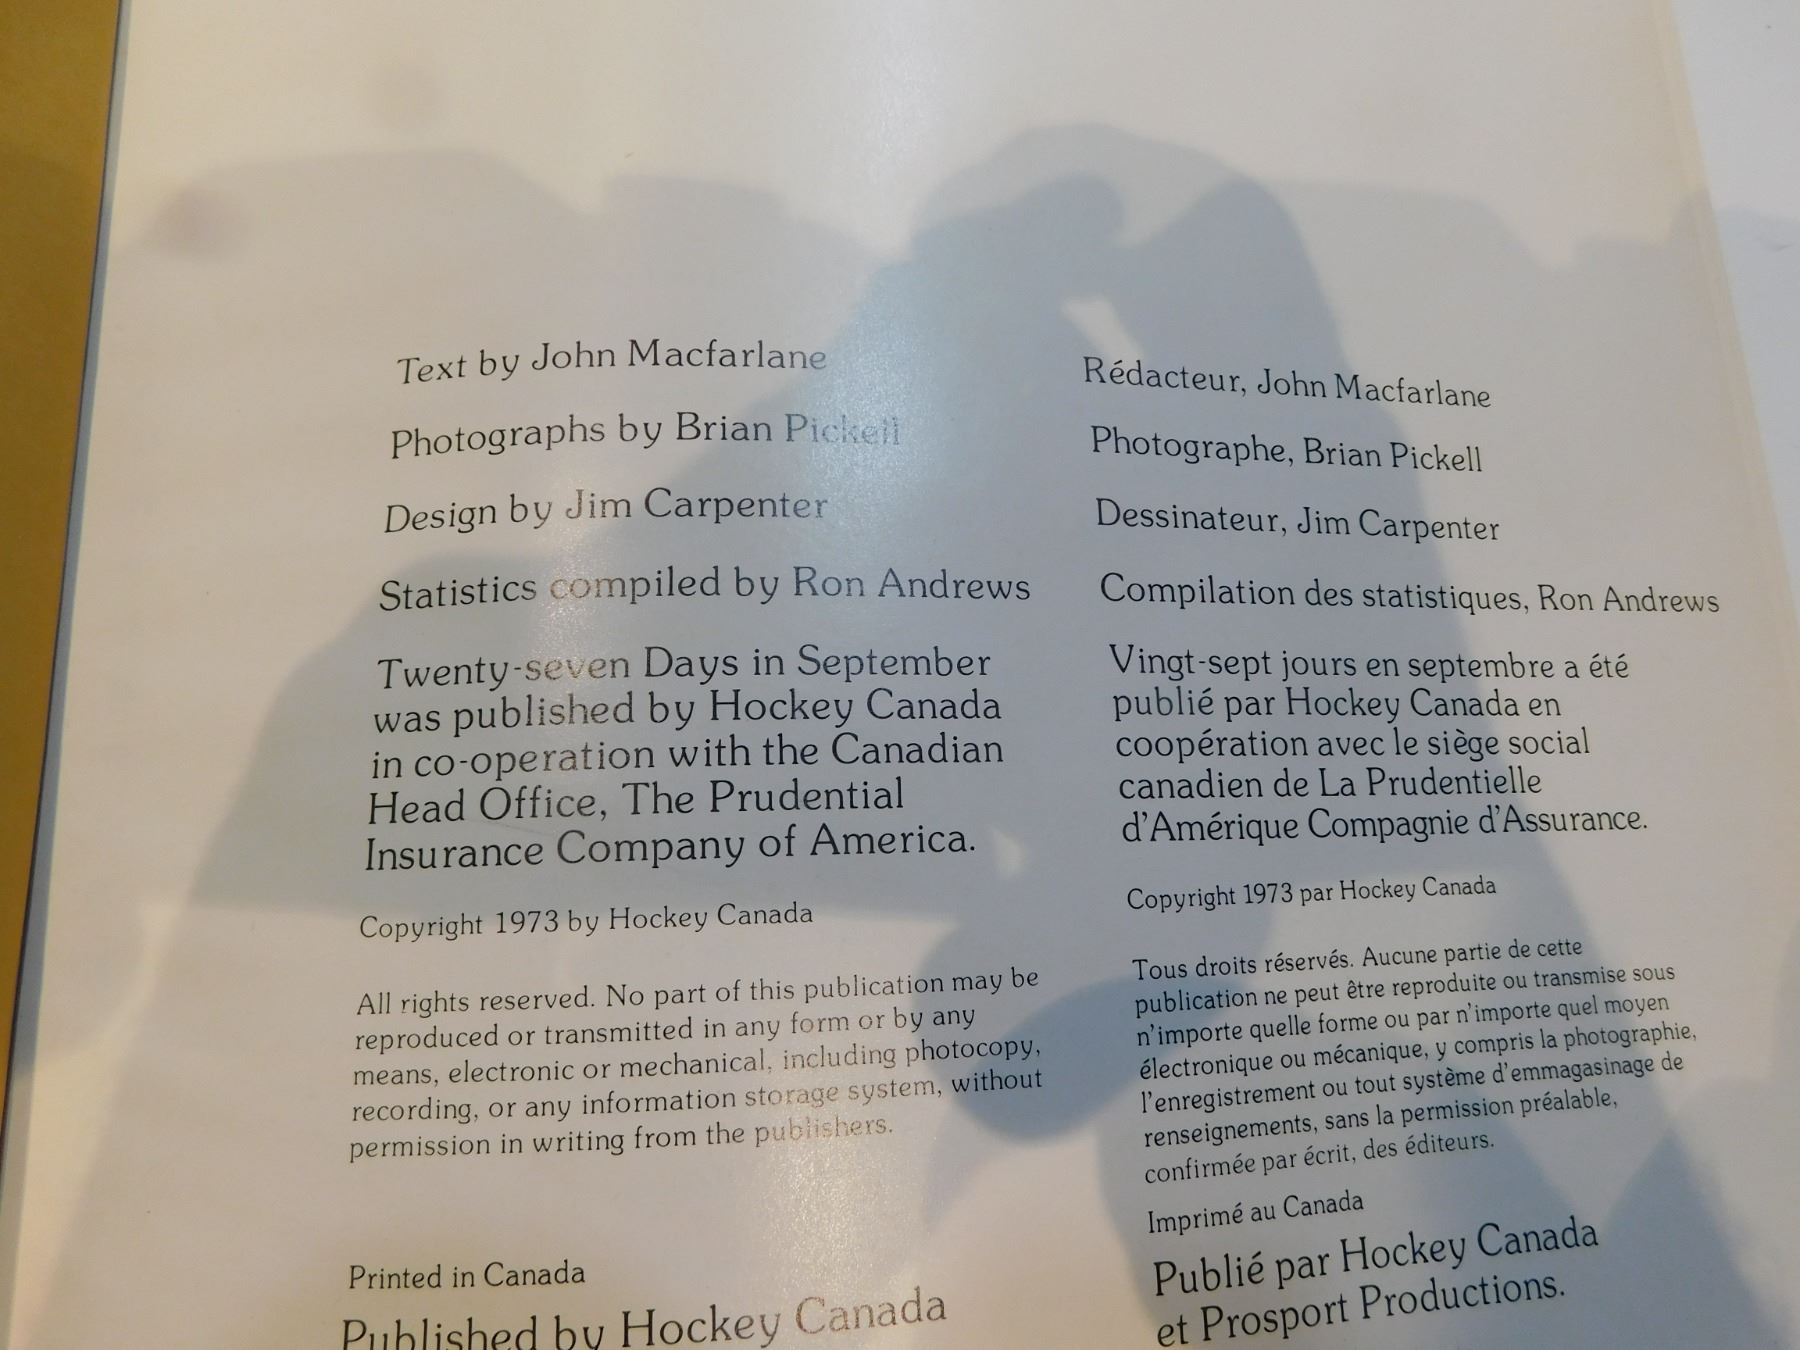 Text by John Macfarlane
Photographs by Brian Pickell
Design by Jim Carpenter
Statistics compiled by Ron Andrews
Twenty-seven Days in September
was published by Hockey Canada
in co-operation with the Canadian
Head Office, The Prudential
Insurance Company of America.
Copyright 1973 by Hockey Canada
All rights reserved. No part of this publication may be
reproduced or transmitted in any form or by any
means, electronic or mechanical, including photocopy,
recording, or any information storage system, without
permission in writing from the publishers.
Printed in Canada
Published by Hockey Canada
Rédacteur, John Macfarlane
Photographe, Brian Pickell
Dessinateur, Jim Carpenter
Compilation des statistiques, Ron Andrews
Vingt-sept jours en septembre a été
publié par Hockey Canada en
coopération avec le siège social
canadien de La Prudentielle
d'Amérique Compagnie d'Assurance.
Copyright 1973 par Hockey Canada
Tous droits réservés. Aucune partie de cette
publication ne peut être reproduite ou transmise sous
n'importe quelle forme ou par n'importe quel moyen
électronique ou mécanique, y compris la photographie,
l'enregistrement ou tout système d'emmagasinage de
renseignements, sans la permission préalable,
confirmée par écrit, des éditeurs.
Imprimé au Canada
Publié par Hockey Canada
et Prosport Productions.